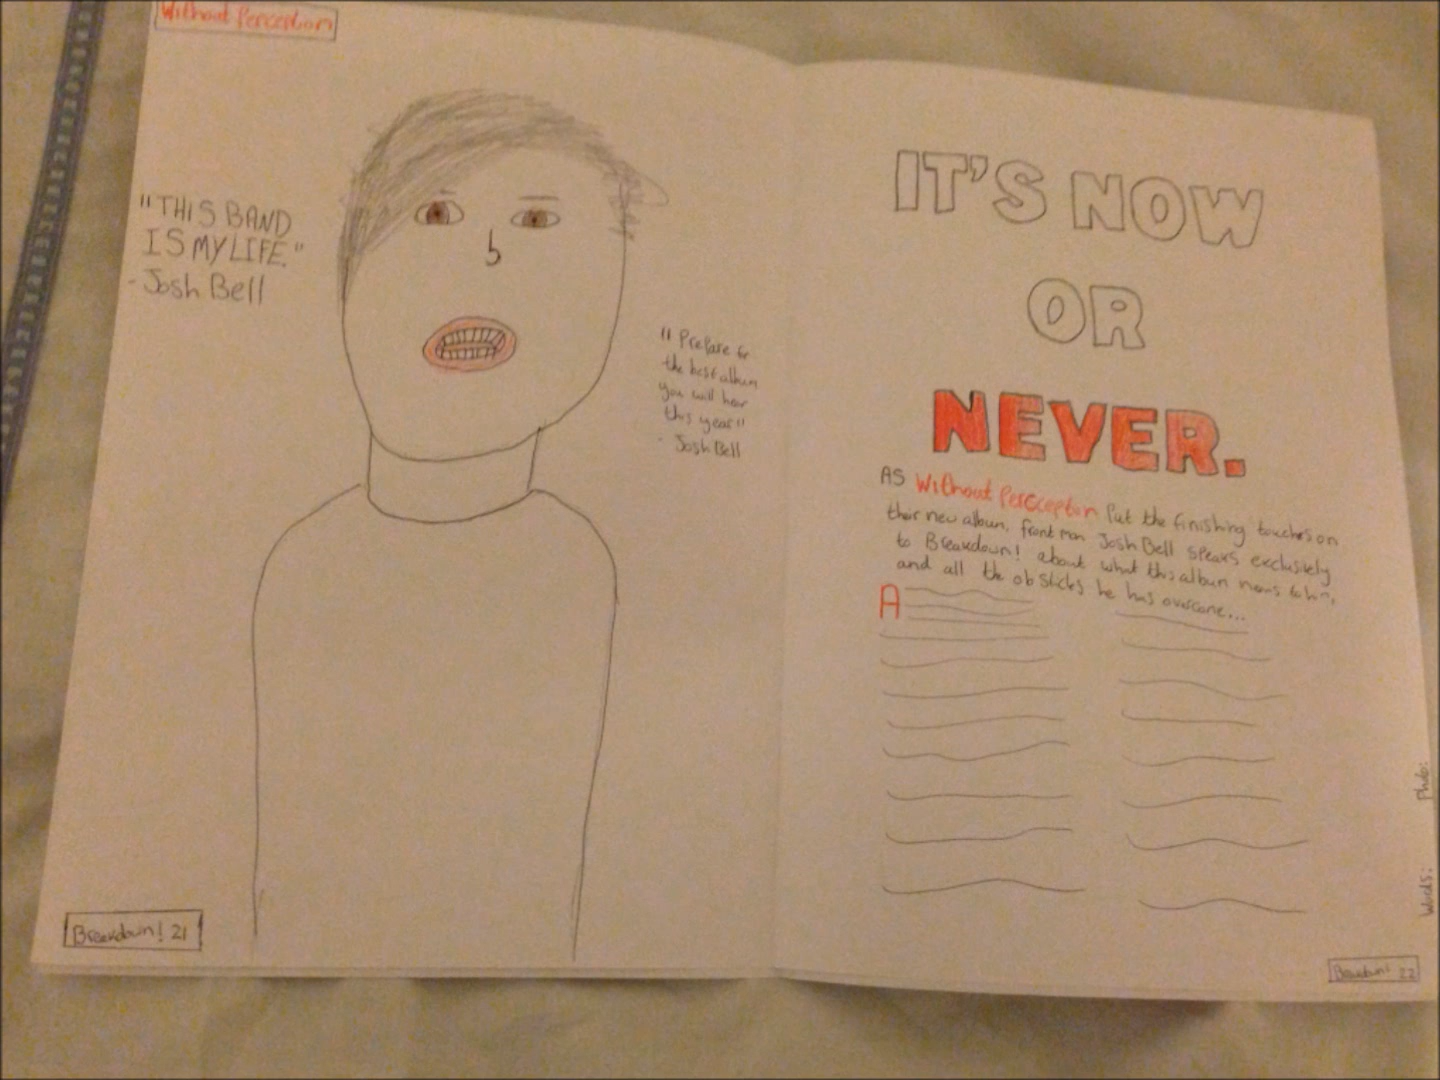 Without Perception
"THIS BAND
IS MY LIFE."
- Josh Bell
"Prepare for
the best album
you will hear
this year"
- Josh Bell
Breakdown! 21
IT'S NOW
OR
NEVER.
AS Without Perception Put the finishing touches on
their new album, front man Josh Bell speaks exclusively
to Breakdown! about what this album means to him,
and all the obsticles he has overcome...
A
Photo:
Words:
Breakdown! 22